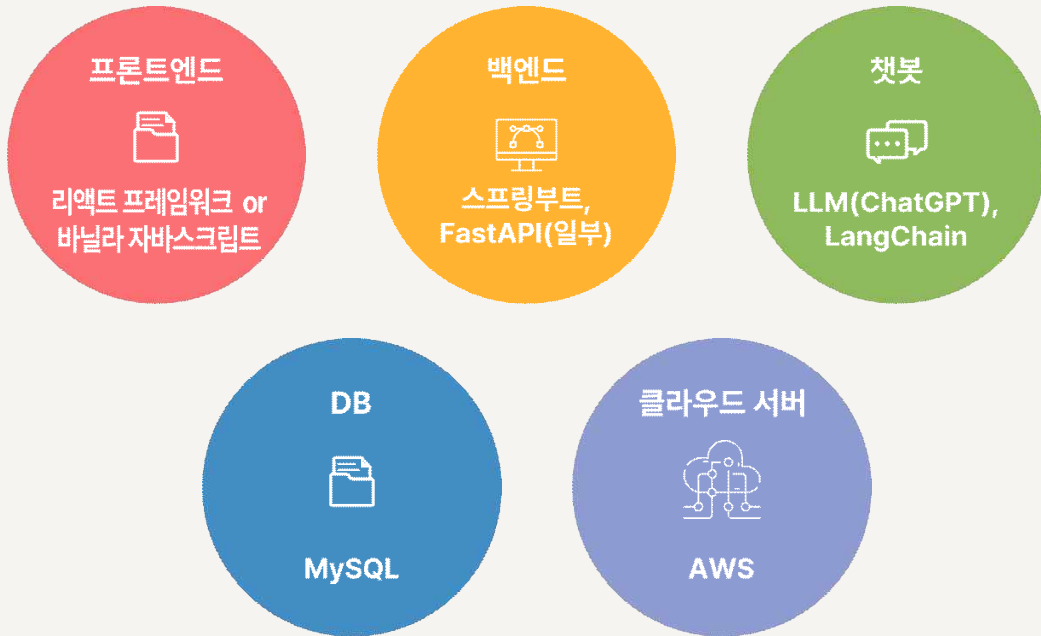 프론트엔드
리액트 프레임워크 or
바닐라 자바스크립트
백엔드
스프링부트,
FastAPI(일부)
챗봇
LLM(ChatGPT),
LangChain
DB
MySQL
클라우드 서버
AWS